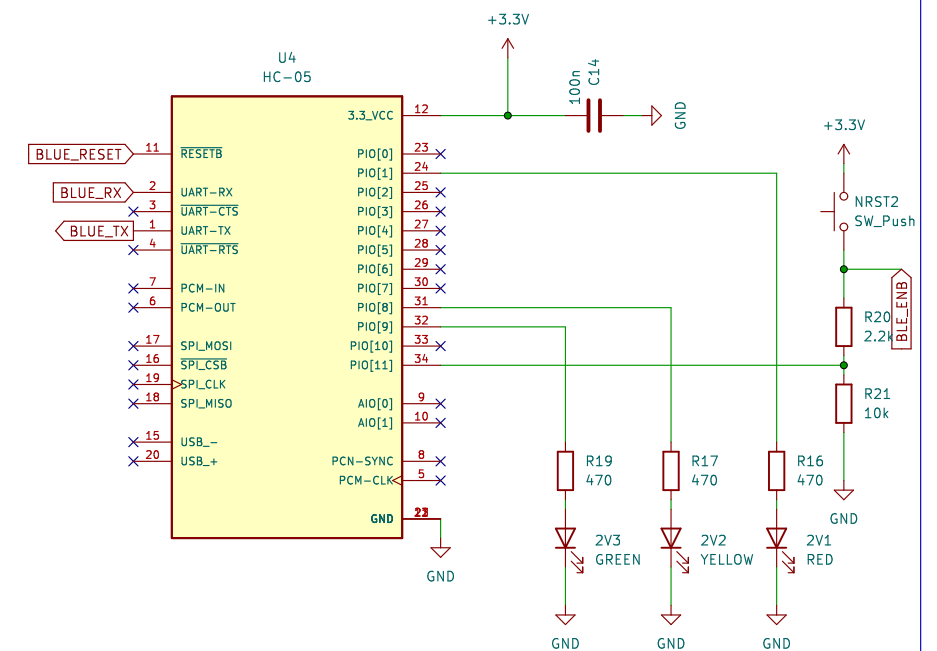 +3.3V
U4
HC-05
100n
C14
GND
3.3_VCC 12
+3.3V
BLUE_RESET 11 RESETB
PIO[0] 23
PIO[1] 24
BLUE_RX 2 UART-RX
PIO[2] 25
3 UART-CTS
PIO[3] 26
BLUE_TX 1 UART-TX
PIO[4] 27
4 UART-RTS
PIO[5] 28
PIO[6] 29
7 PCM-IN
PIO[7] 30
6 PCM-OUT
PIO[8] 31
PIO[9] 32
17 SPI_MOSI
PIO[10] 33
16 SPI_CSB
PIO[11] 34
19 SPI_CLK
18 SPI_MISO
AIO[0] 9
AIO[1] 10
15 USB_-
20 USB_+
PCN-SYNC 8
PCM-CLK 5
GND
GND
NRST2
SW_Push
BLE_ENB
R20
2.2k
R21
10k
GND
R19
470
R17
470
R16
470
2V3
GREEN
2V2
YELLOW
2V1
RED
GND
GND
GND